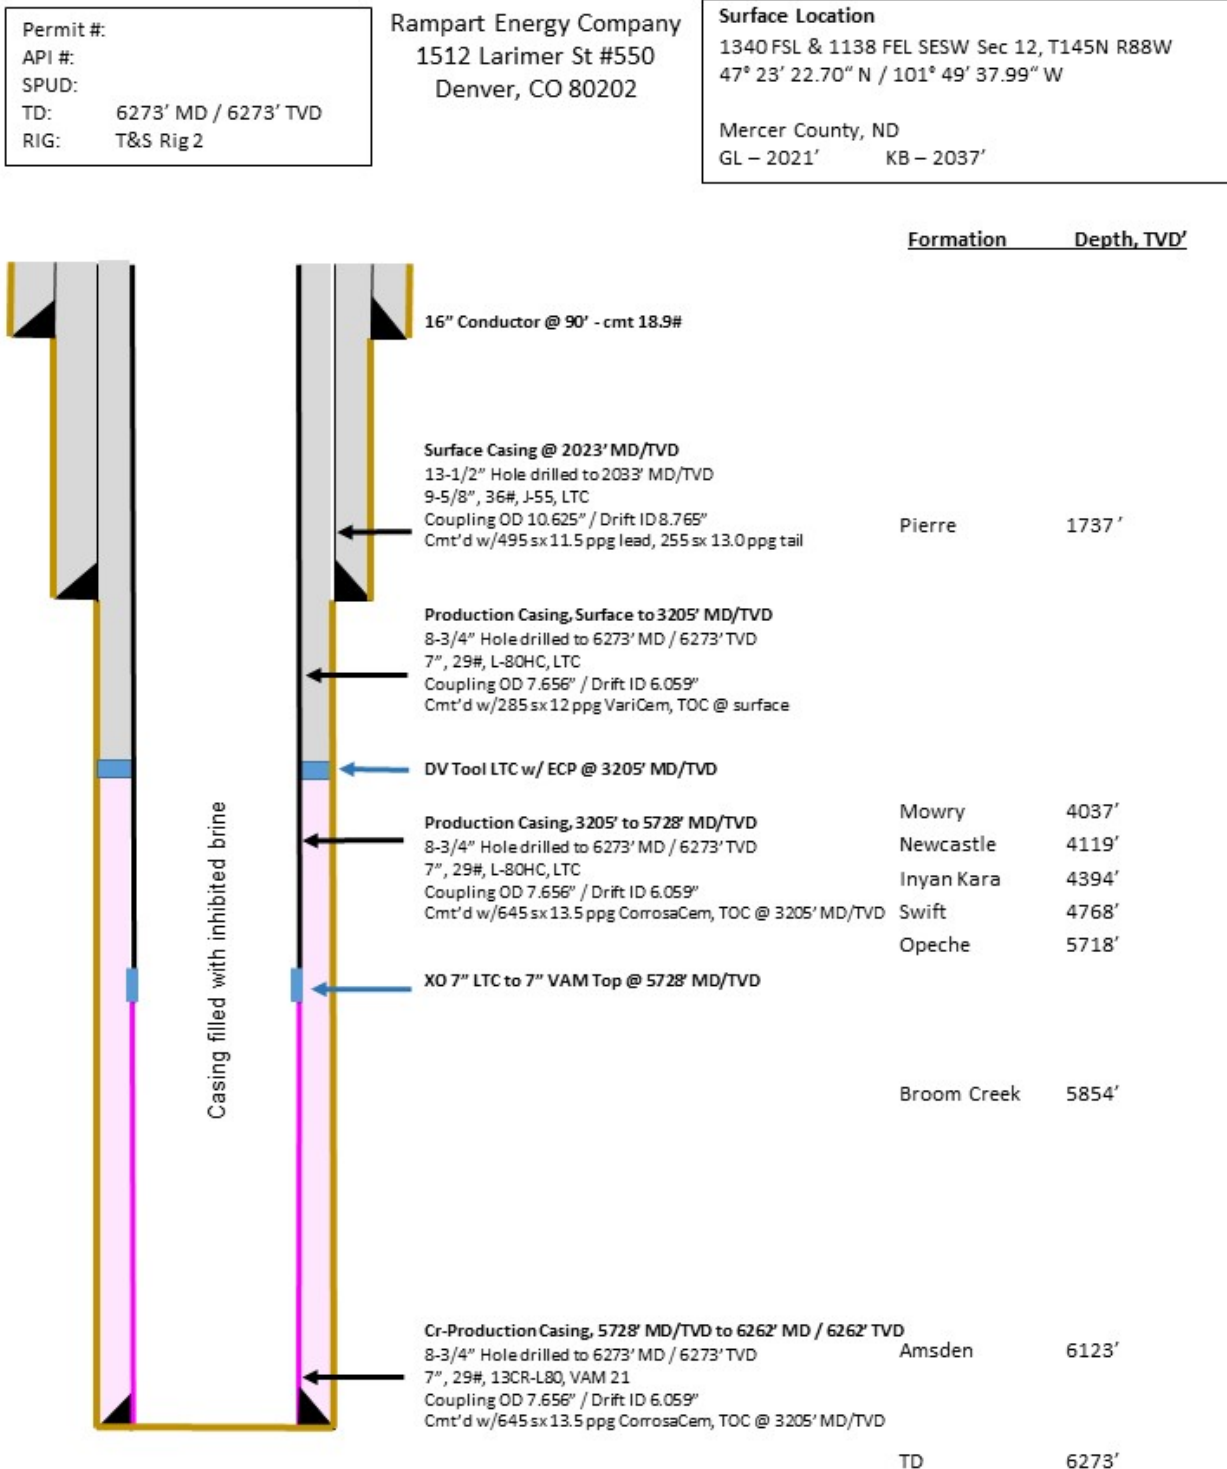 Permit #:
API #:
SPUD:
TD: 6273’ MD / 6273’ TVD
RIG: T&S Rig 2
Rampart Energy Company
1512 Larimer St #550
Denver, CO 80202
Surface Location
1340 FSL & 1138 FEL SESW Sec 12, T145N R88W
47° 23’ 22.70“ N / 101° 49’ 37.99“ W
Mercer County, ND
GL – 2021’ KB – 2037’
Formation Depth, TVD’
16” Conductor @ 90’ - cmt 18.9#
Surface Casing @ 2023’ MD/TVD
13-1/2” Hole drilled to 2033’ MD/TVD
9-5/8”, 36#, J-55, LTC
Coupling OD 10.625” / Drift ID 8.765”
Cmt’d w/495 sx 11.5 ppg lead, 255 sx 13.0 ppg tail
Pierre 1737’
Production Casing, Surface to 3205’ MD/TVD
8-3/4” Hole drilled to 6273’ MD / 6273’ TVD
7”, 29#, L-80HC, LTC
Coupling OD 7.656” / Drift ID 6.059”
Cmt’d w/285 sx 12 ppg VariCem, TOC @ surface
DV Tool LTC w/ ECP @ 3205’ MD/TVD
Production Casing, 3205’ to 5728’ MD/TVD
8-3/4” Hole drilled to 6273’ MD / 6273’ TVD
7”, 29#, L-80HC, LTC
Coupling OD 7.656” / Drift ID 6.059”
Cmt’d w/645 sx 13.5 ppg CorrosaCem, TOC @ 3205’ MD/TVD
Mowry 4037’
Newcastle 4119’
Inyan Kara 4394’
Swift 4768’
Opeche 5718’
Casing filled with inhibited brine
XO 7” LTC to 7” VAM Top @ 5728’ MD/TVD
Broom Creek 5854’
Cr-Production Casing, 5728’ MD/TVD to 6262’ MD / 6262’ TVD
8-3/4” Hole drilled to 6273’ MD / 6273’ TVD
7”, 29#, 13CR-L80, VAM 21
Coupling OD 7.656” / Drift ID 6.059”
Cmt’d w/645 sx 13.5 ppg CorrosaCem, TOC @ 3205’ MD/TVD
Amsden 6123’
TD 6273’